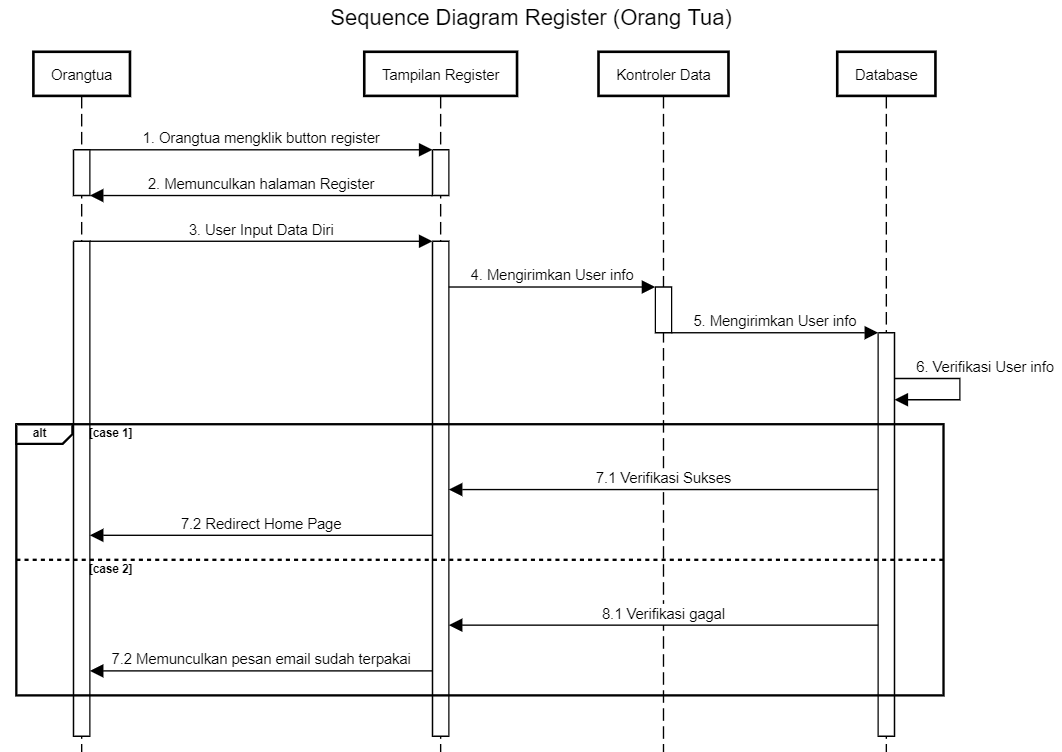 Sequence Diagram Register (Orang Tua)
Orangtua
Tampilan Register
Kontroler Data
Database
1. Orangtua mengklik button register
2. Memunculkan halaman Register
3. User Input Data Diri
4. Mengirimkan User info
5. Mengirimkan User info
6. Verifikasi User info
alt
[case 1]
7.1 Verifikasi Sukses
7.2 Redirect Home Page
[case 2]
8.1 Verifikasi gagal
7.2 Memunculkan pesan email sudah terpakai